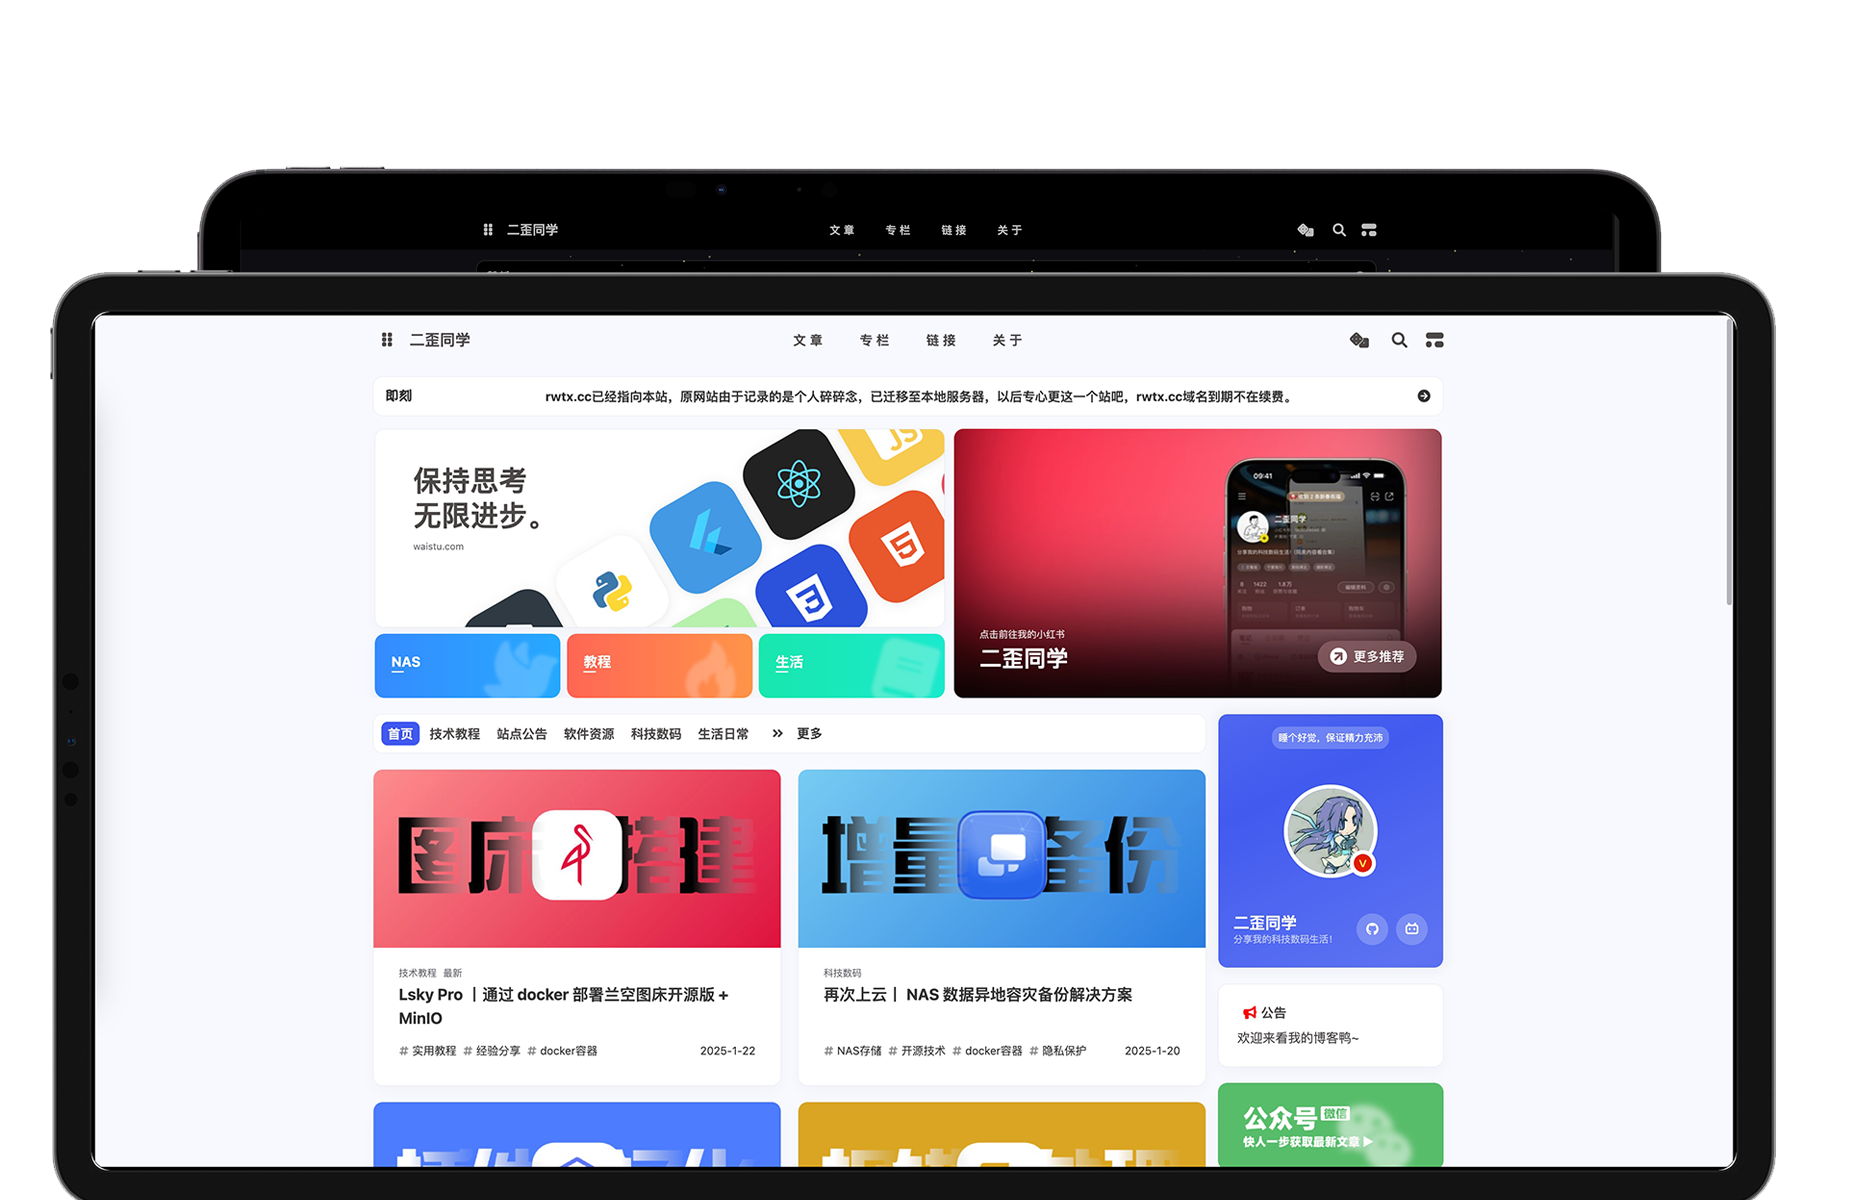 二歪同学
文章 专栏 链接 关于
二歪同学
文章 专栏 链接 关于
即刻
rwtx.cc已经指向本站，原网站由于记录的是个人碎碎念，已迁移至本地服务器，以后专心更这一个站吧，rwtx.cc域名到期不在续费。
保持思考
无限进步。
waistu.com
JS
5
3
NAS
教程
生活
09:41
二歪同学
8 1422 1.8万
点击前往我的小红书
二歪同学
更多推荐
首页 技术教程 站点公告 软件资源 科技数码 生活日常 更多
图床搭建
技术教程 最新
Lsky Pro ｜通过 docker 部署兰空图床开源版 +
MinIO
# 实用教程 # 经验分享 # docker容器 2025-1-22
增量备份
科技数码
再次上云｜ NAS 数据异地容灾备份解决方案
# NAS存储 # 开源技术 # docker容器 # 隐私保护 2025-1-20
睡个好觉，保证精力充沛
V
二歪同学
分享我的科技数码生活！
公告
欢迎来看我的博客鸭~
公众号 微信
快人一步获取最新文章